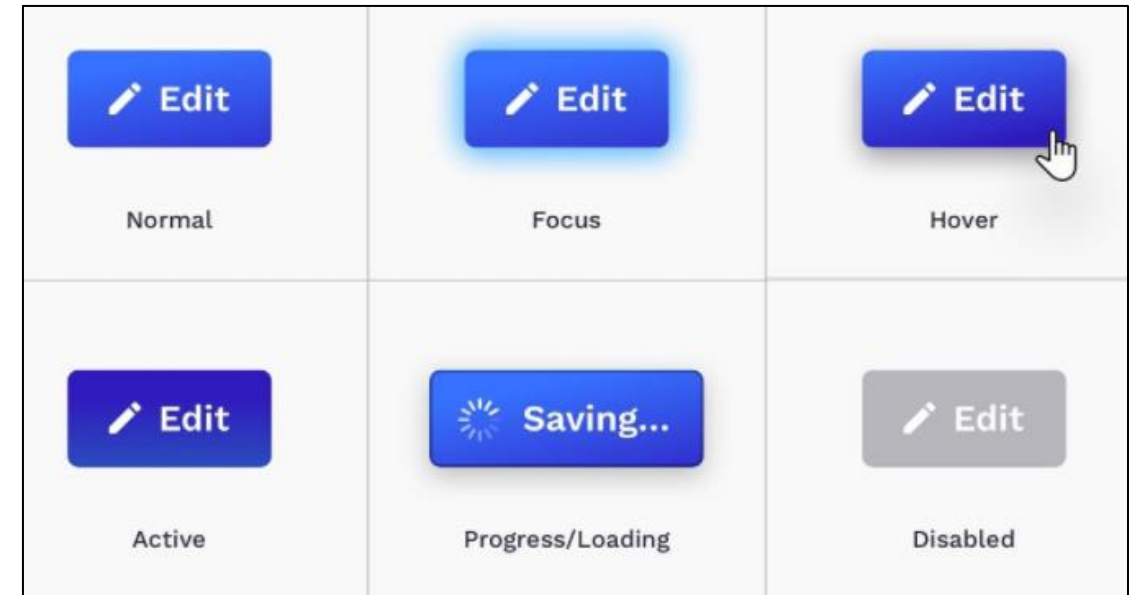 Edit
Edit
Edit
Normal
Focus
Hover
Edit
Saving...
Edit
Active
Progress/Loading
Disabled